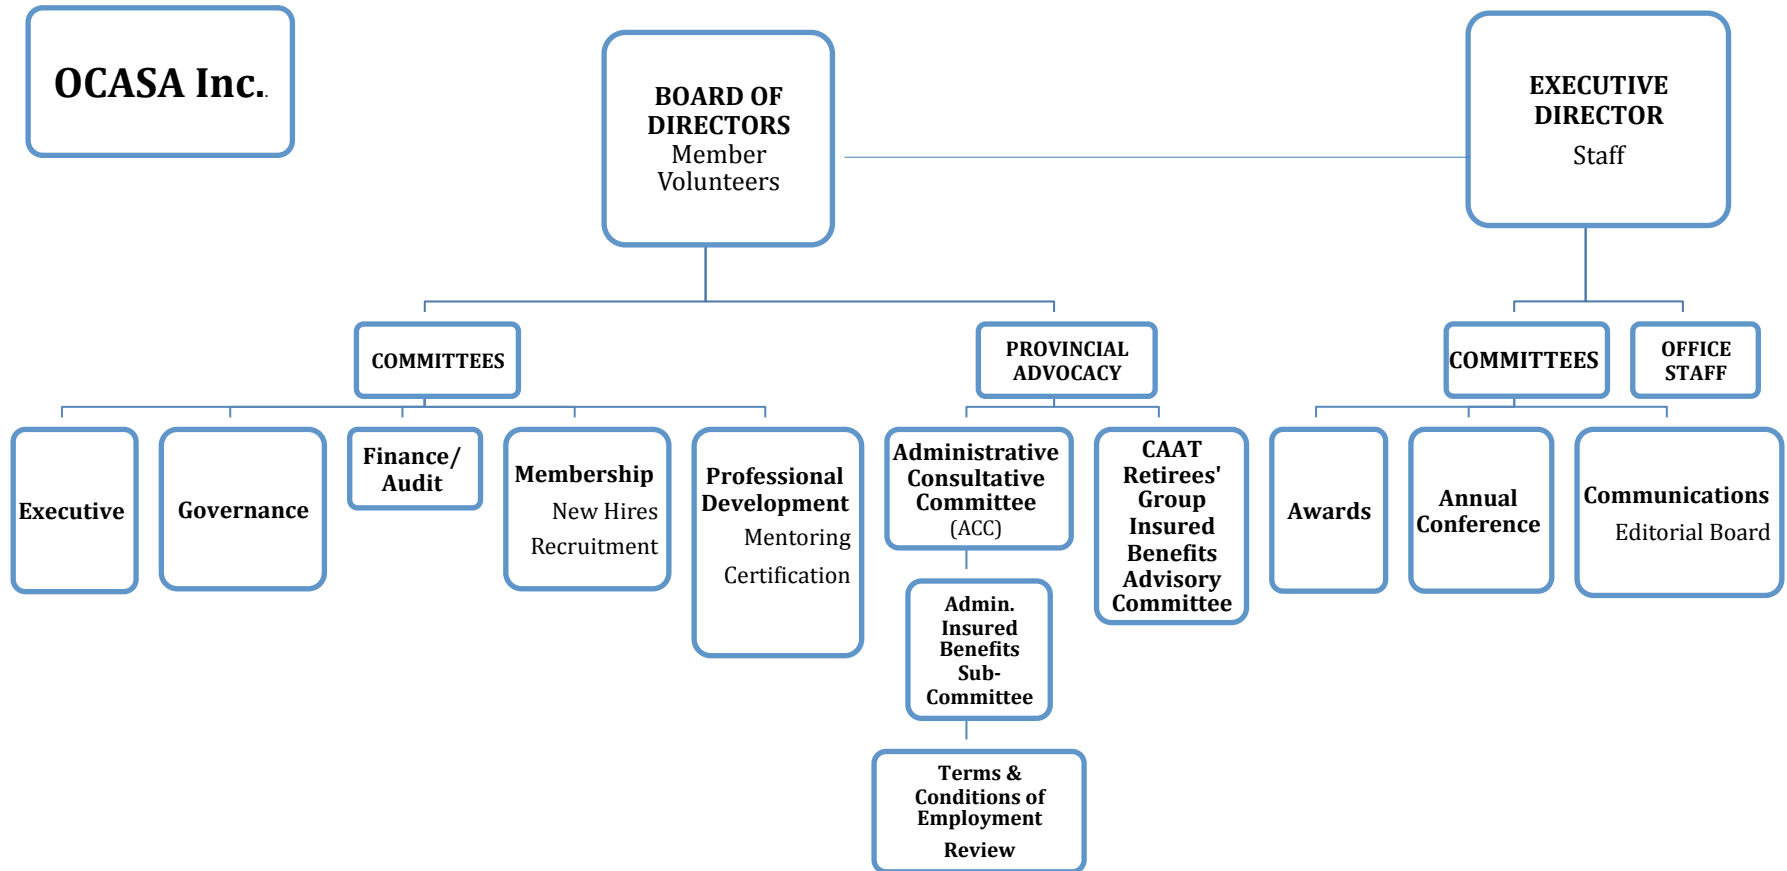 OCASA Inc..
BOARD OF
DIRECTORS
Member
Volunteers
EXECUTIVE
DIRECTOR
Staff
COMMITTEES
PROVINCIAL
ADVOCACY
COMMITTEES
OFFICE
STAFF
Executive
Governance
Finance/
Audit
Membership
New Hires
Recruitment
Professional
Development
Mentoring
Certification
Administrative
Consultative
Committee
(ACC)
CAAT
Retirees'
Group
Insured
Benefits
Advisory
Committee
Awards
Annual
Conference
Communications
Editorial Board
Admin.
Insured
Benefits
Sub-
Committee
Terms &
Conditions of
Employment
Review